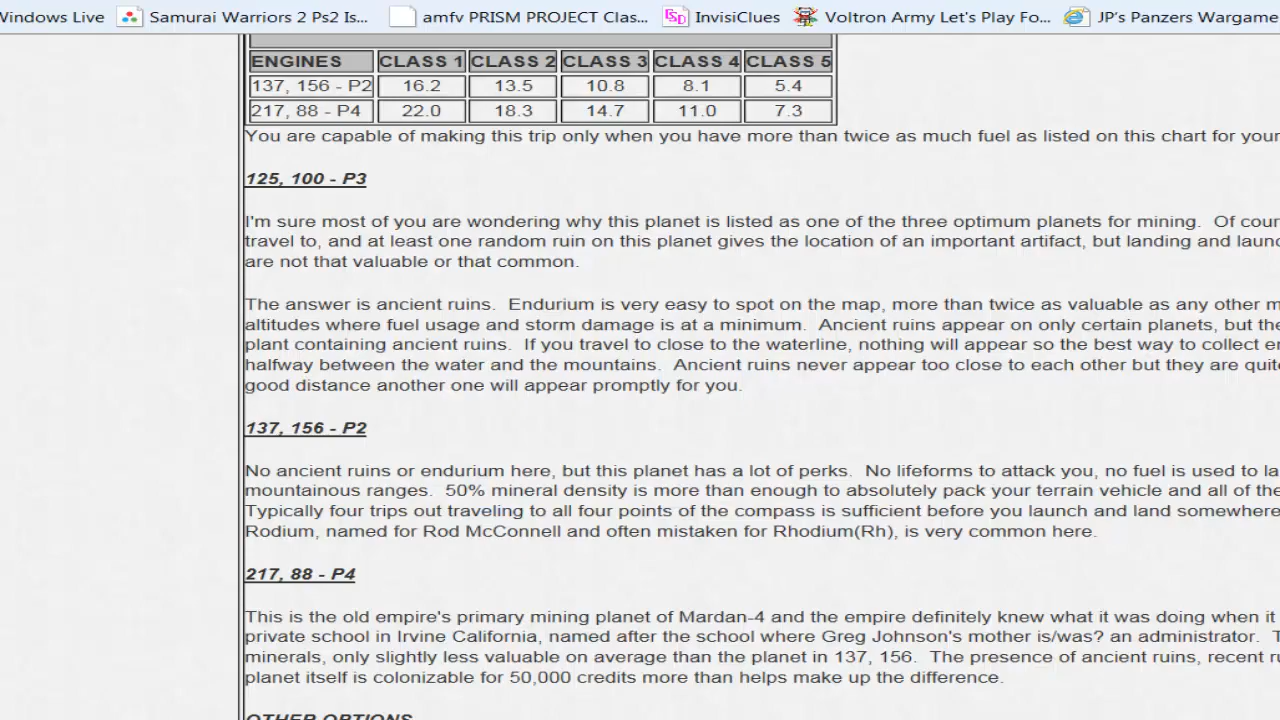 Windows Live Samurai Warriors 2 Ps2 Is... amfv PRISM PROJECT Clas... InvisiClues Voltron Army Let's Play Fo... JP's Panzers Wargame
ENGINES CLASS 1 CLASS 2 CLASS 3 CLASS 4 CLASS 5
137, 156 - P2 16.2 13.5 10.8 8.1 5.4
217, 88 - P4 22.0 18.3 14.7 11.0 7.3
You are capable of making this trip only when you have more than twice as much fuel as listed on this chart for your
125, 100 - P3
I'm sure most of you are wondering why this planet is listed as one of the three optimum planets for mining. Of cour
travel to, and at least one random ruin on this planet gives the location of an important artifact, but landing and laun
are not that valuable or that common.
The answer is ancient ruins. Endurium is very easy to spot on the map, more than twice as valuable as any other m
altitudes where fuel usage and storm damage is at a minimum. Ancient ruins appear on only certain planets, but the
plant containing ancient ruins. If you travel to close to the waterline, nothing will appear so the best way to collect e
halfway between the water and the mountains. Ancient ruins never appear too close to each other but they are quit
good distance another one will appear promptly for you.
137, 156 - P2
No ancient ruins or endurium here, but this planet has a lot of perks. No lifeforms to attack you, no fuel is used to la
mountainous ranges. 50% mineral density is more than enough to absolutely pack your terrain vehicle and all of the
Typically four trips out traveling to all four points of the compass is sufficient before you launch and land somewhere
Rodium, named for Rod McConnell and often mistaken for Rhodium(Rh), is very common here.
217, 88 - P4
This is the old empire's primary mining planet of Mardan-4 and the empire definitely knew what it was doing when it
private school in Irvine California, named after the school where Greg Johnson's mother is/was? an administrator. T
minerals, only slightly less valuable on average than the planet in 137, 156. The presence of ancient ruins, recent ru
planet itself is colonizable for 50,000 credits more than helps make up the difference.
OTHER OPTIONS